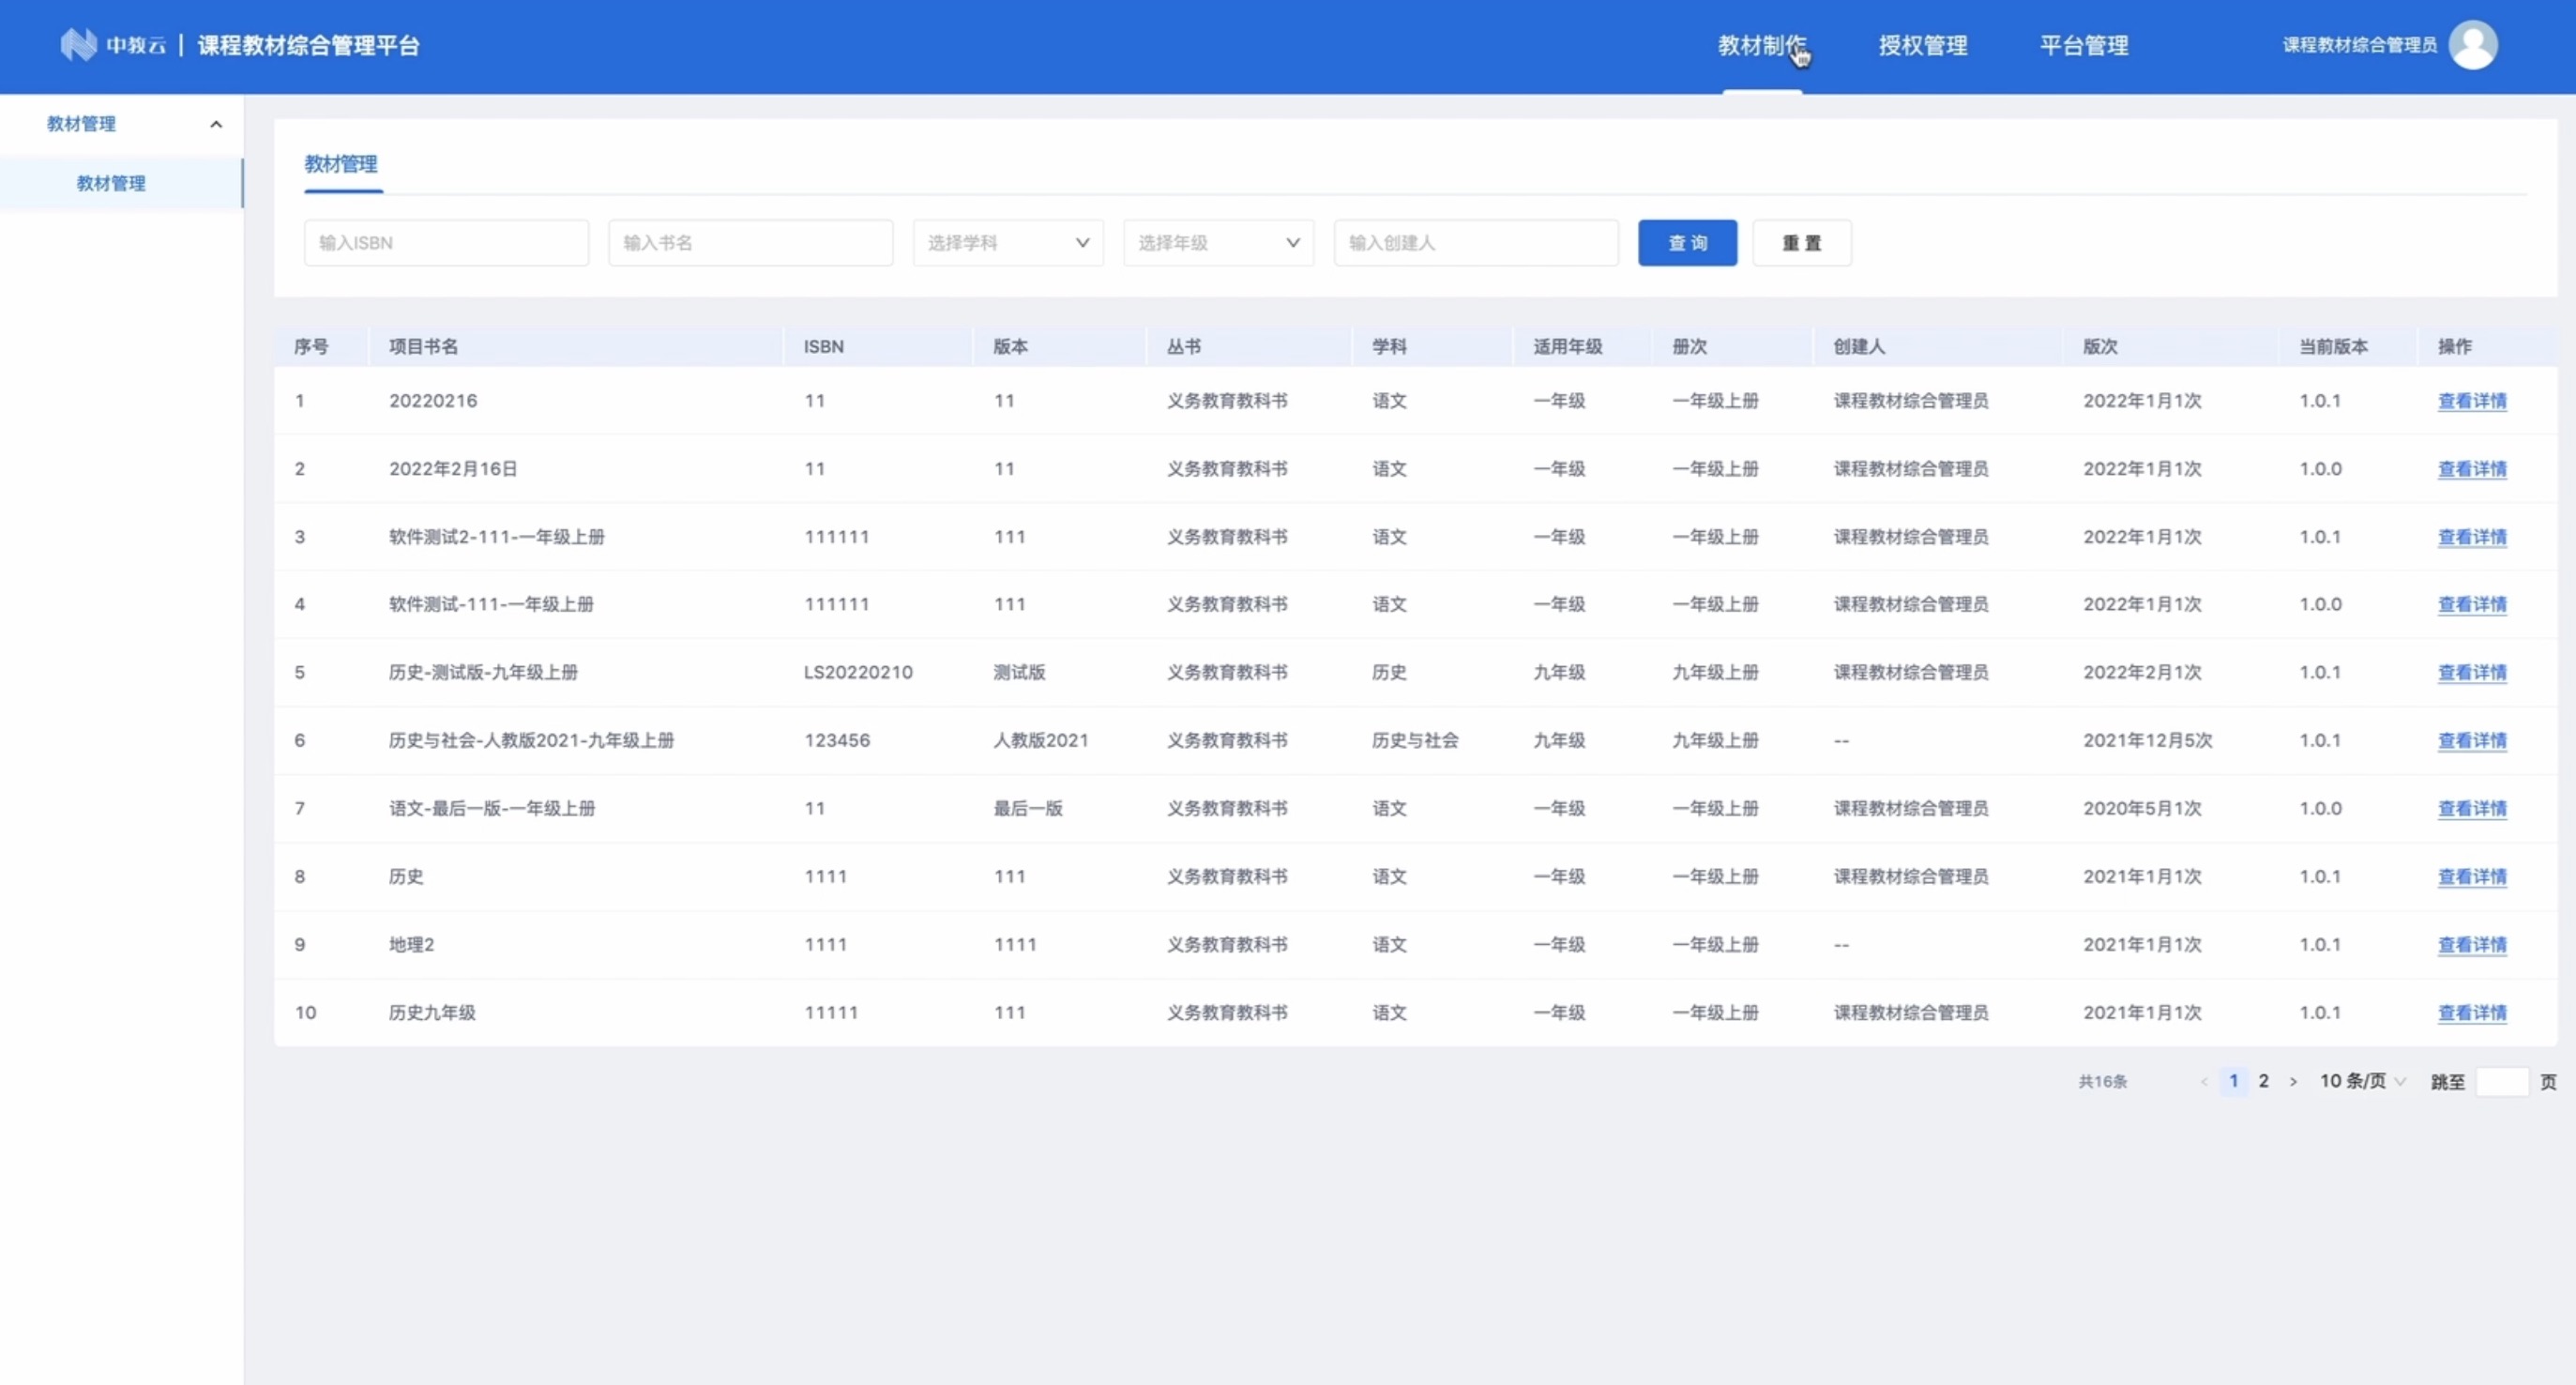 中教云 | 课程教材综合管理平台 教材制作 授权管理 平台管理 课程教材综合管理员
教材管理
教材管理
教材管理
输入ISBN 输入书名 选择学科 选择年级 输入创建人 查询 重置
序号 项目书名 ISBN 版本 丛书 学科 适用年级 册次 创建人 版次 当前版本 操作
1 20220216 11 11 义务教育教科书 语文 一年级 一年级上册 课程教材综合管理员 2022年1月1次 1.0.1 查看详情
2 2022年2月16日 11 11 义务教育教科书 语文 一年级 一年级上册 课程教材综合管理员 2022年1月1次 1.0.0 查看详情
3 软件测试2-111-一年级上册 111111 111 义务教育教科书 语文 一年级 一年级上册 课程教材综合管理员 2022年1月1次 1.0.1 查看详情
4 软件测试-111-一年级上册 111111 111 义务教育教科书 语文 一年级 一年级上册 课程教材综合管理员 2022年1月1次 1.0.0 查看详情
5 历史-测试版-九年级上册 LS20220210 测试版 义务教育教科书 历史 九年级 九年级上册 课程教材综合管理员 2022年2月1次 1.0.1 查看详情
6 历史与社会-人教版2021-九年级上册 123456 人教版2021 义务教育教科书 历史与社会 九年级 九年级上册 -- 2021年12月5次 1.0.1 查看详情
7 语文-最后一版-一年级上册 11 最后一版 义务教育教科书 语文 一年级 一年级上册 课程教材综合管理员 2020年5月1次 1.0.0 查看详情
8 历史 1111 111 义务教育教科书 语文 一年级 一年级上册 课程教材综合管理员 2021年1月1次 1.0.1 查看详情
9 地理2 1111 1111 义务教育教科书 语文 一年级 一年级上册 -- 2021年1月1次 1.0.1 查看详情
10 历史九年级 11111 111 义务教育教科书 语文 一年级 一年级上册 课程教材综合管理员 2021年1月1次 1.0.1 查看详情
共16条 < 1 2 > 10 条/页 跳至 页